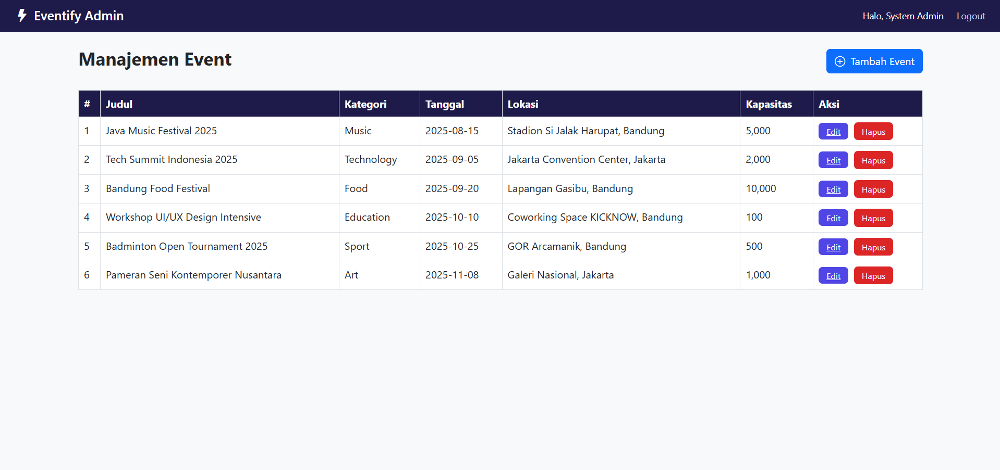 Eventify Admin Halo, System Admin Logout
Manajemen Event Tambah Event
# Judul Kategori Tanggal Lokasi Kapasitas Aksi
1 Java Music Festival 2025 Music 2025-08-15 Stadion Si Jalak Harupat, Bandung 5,000 Edit Hapus
2 Tech Summit Indonesia 2025 Technology 2025-09-05 Jakarta Convention Center, Jakarta 2,000 Edit Hapus
3 Bandung Food Festival Food 2025-09-20 Lapangan Gasibu, Bandung 10,000 Edit Hapus
4 Workshop UI/UX Design Intensive Education 2025-10-10 Coworking Space KICKNOW, Bandung 100 Edit Hapus
5 Badminton Open Tournament 2025 Sport 2025-10-25 GOR Arcamanik, Bandung 500 Edit Hapus
6 Pameran Seni Kontemporer Nusantara Art 2025-11-08 Galeri Nasional, Jakarta 1,000 Edit Hapus